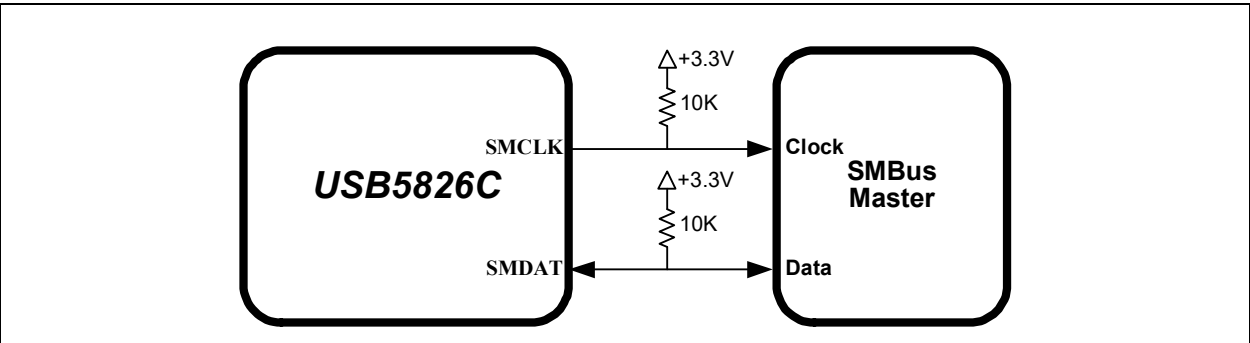 +3.3V
10K
SMCLK
Clock
USB5826C
SMBus
Master
+3.3V
10K
SMDAT
Data